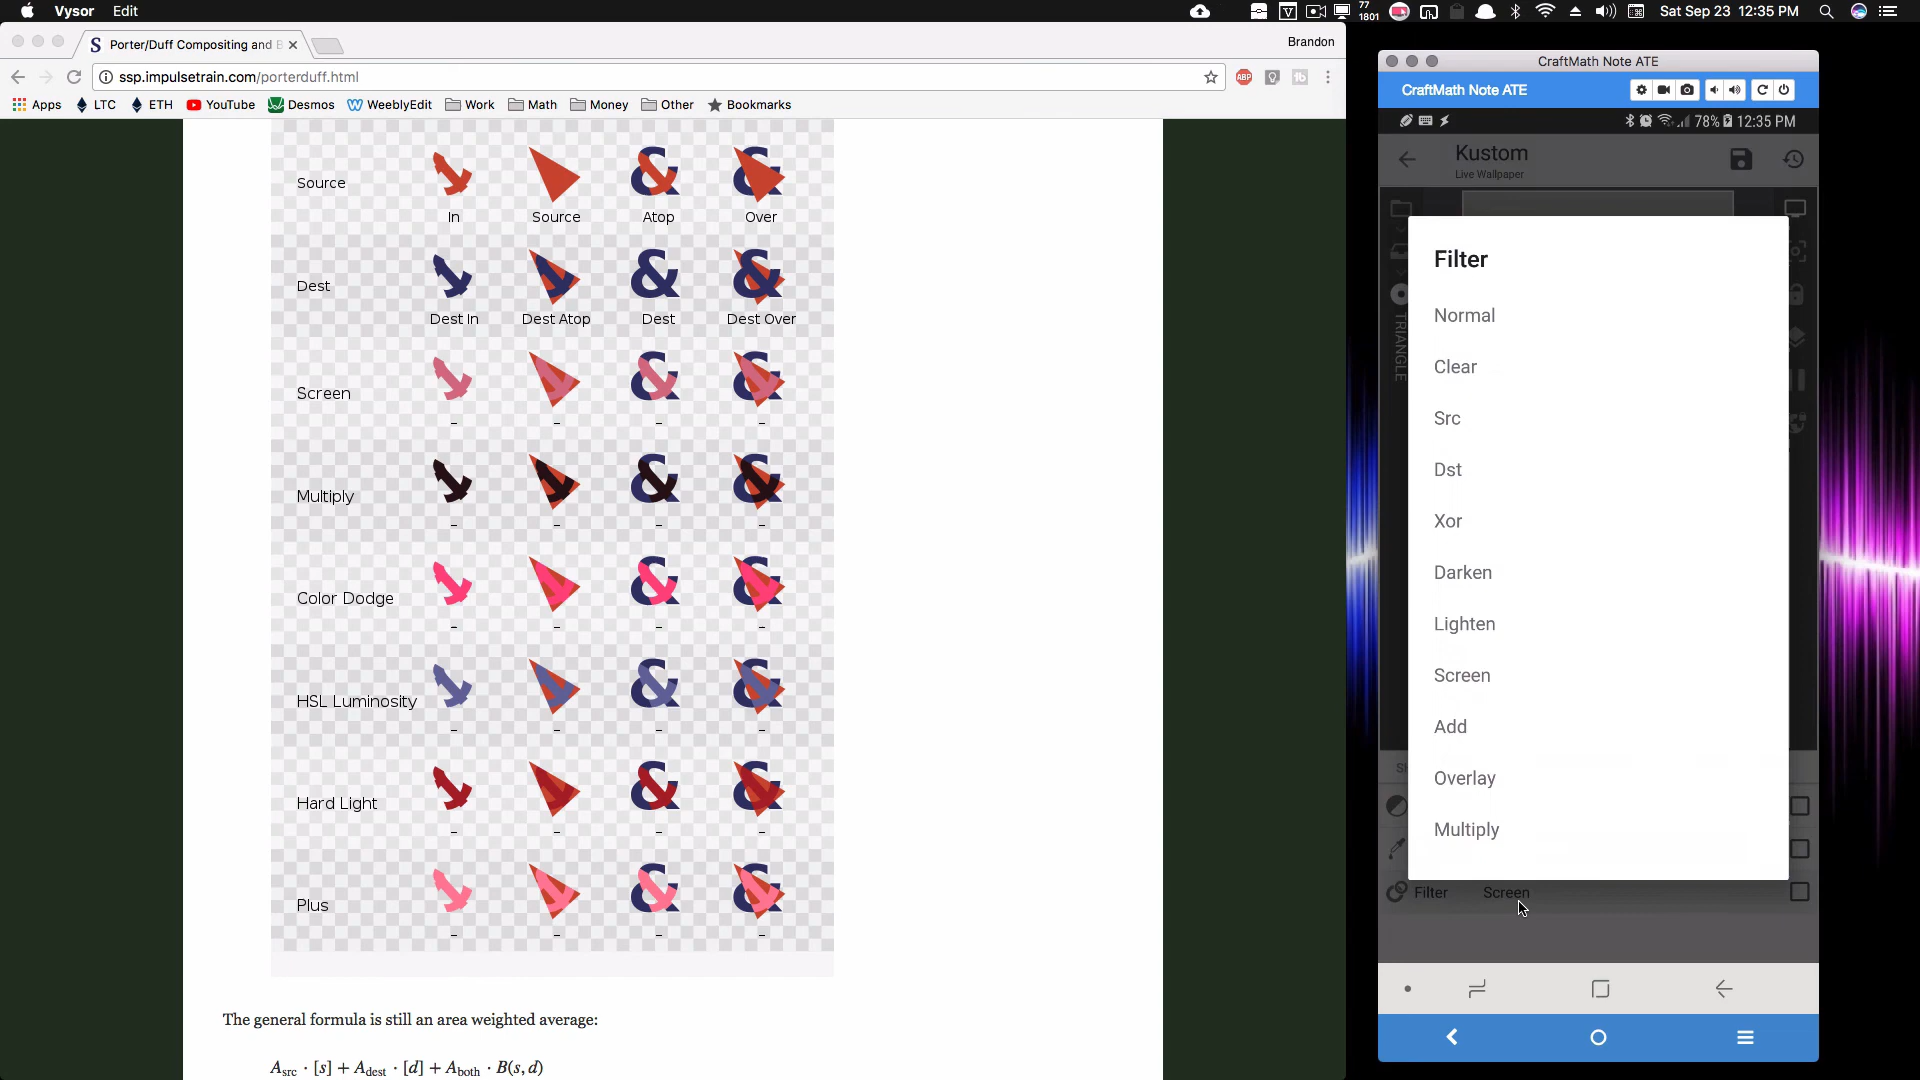 Vysor Edit
77
1801
Sat Sep 23 12:35 PM
Porter/Duff Compositing and B
Brandon
ssp.impulsetrain.com/porterduff.html
ABP
Apps LTC ETH YouTube Desmos WeeblyEdit Work Math Money Other Bookmarks
Source
In Source Atop Over
Dest
Dest In Dest Atop Dest Dest Over
Screen
– – – –
Multiply
– – – –
Color Dodge
– – – –
HSL Luminosity
– – – –
Hard Light
– – – –
Plus
– – – –
The general formula is still an area weighted average:
Asrc · [s] + Adest · [d] + Aboth · B(s, d)
CraftMath Note ATE
CraftMath Note ATE
78% 12:35 PM
Kustom
Live Wallpaper
TRIANGLE
Filter
Normal
Clear
Src
Dst
Xor
Darken
Lighten
Screen
Add
Overlay
Multiply
Filter Screen